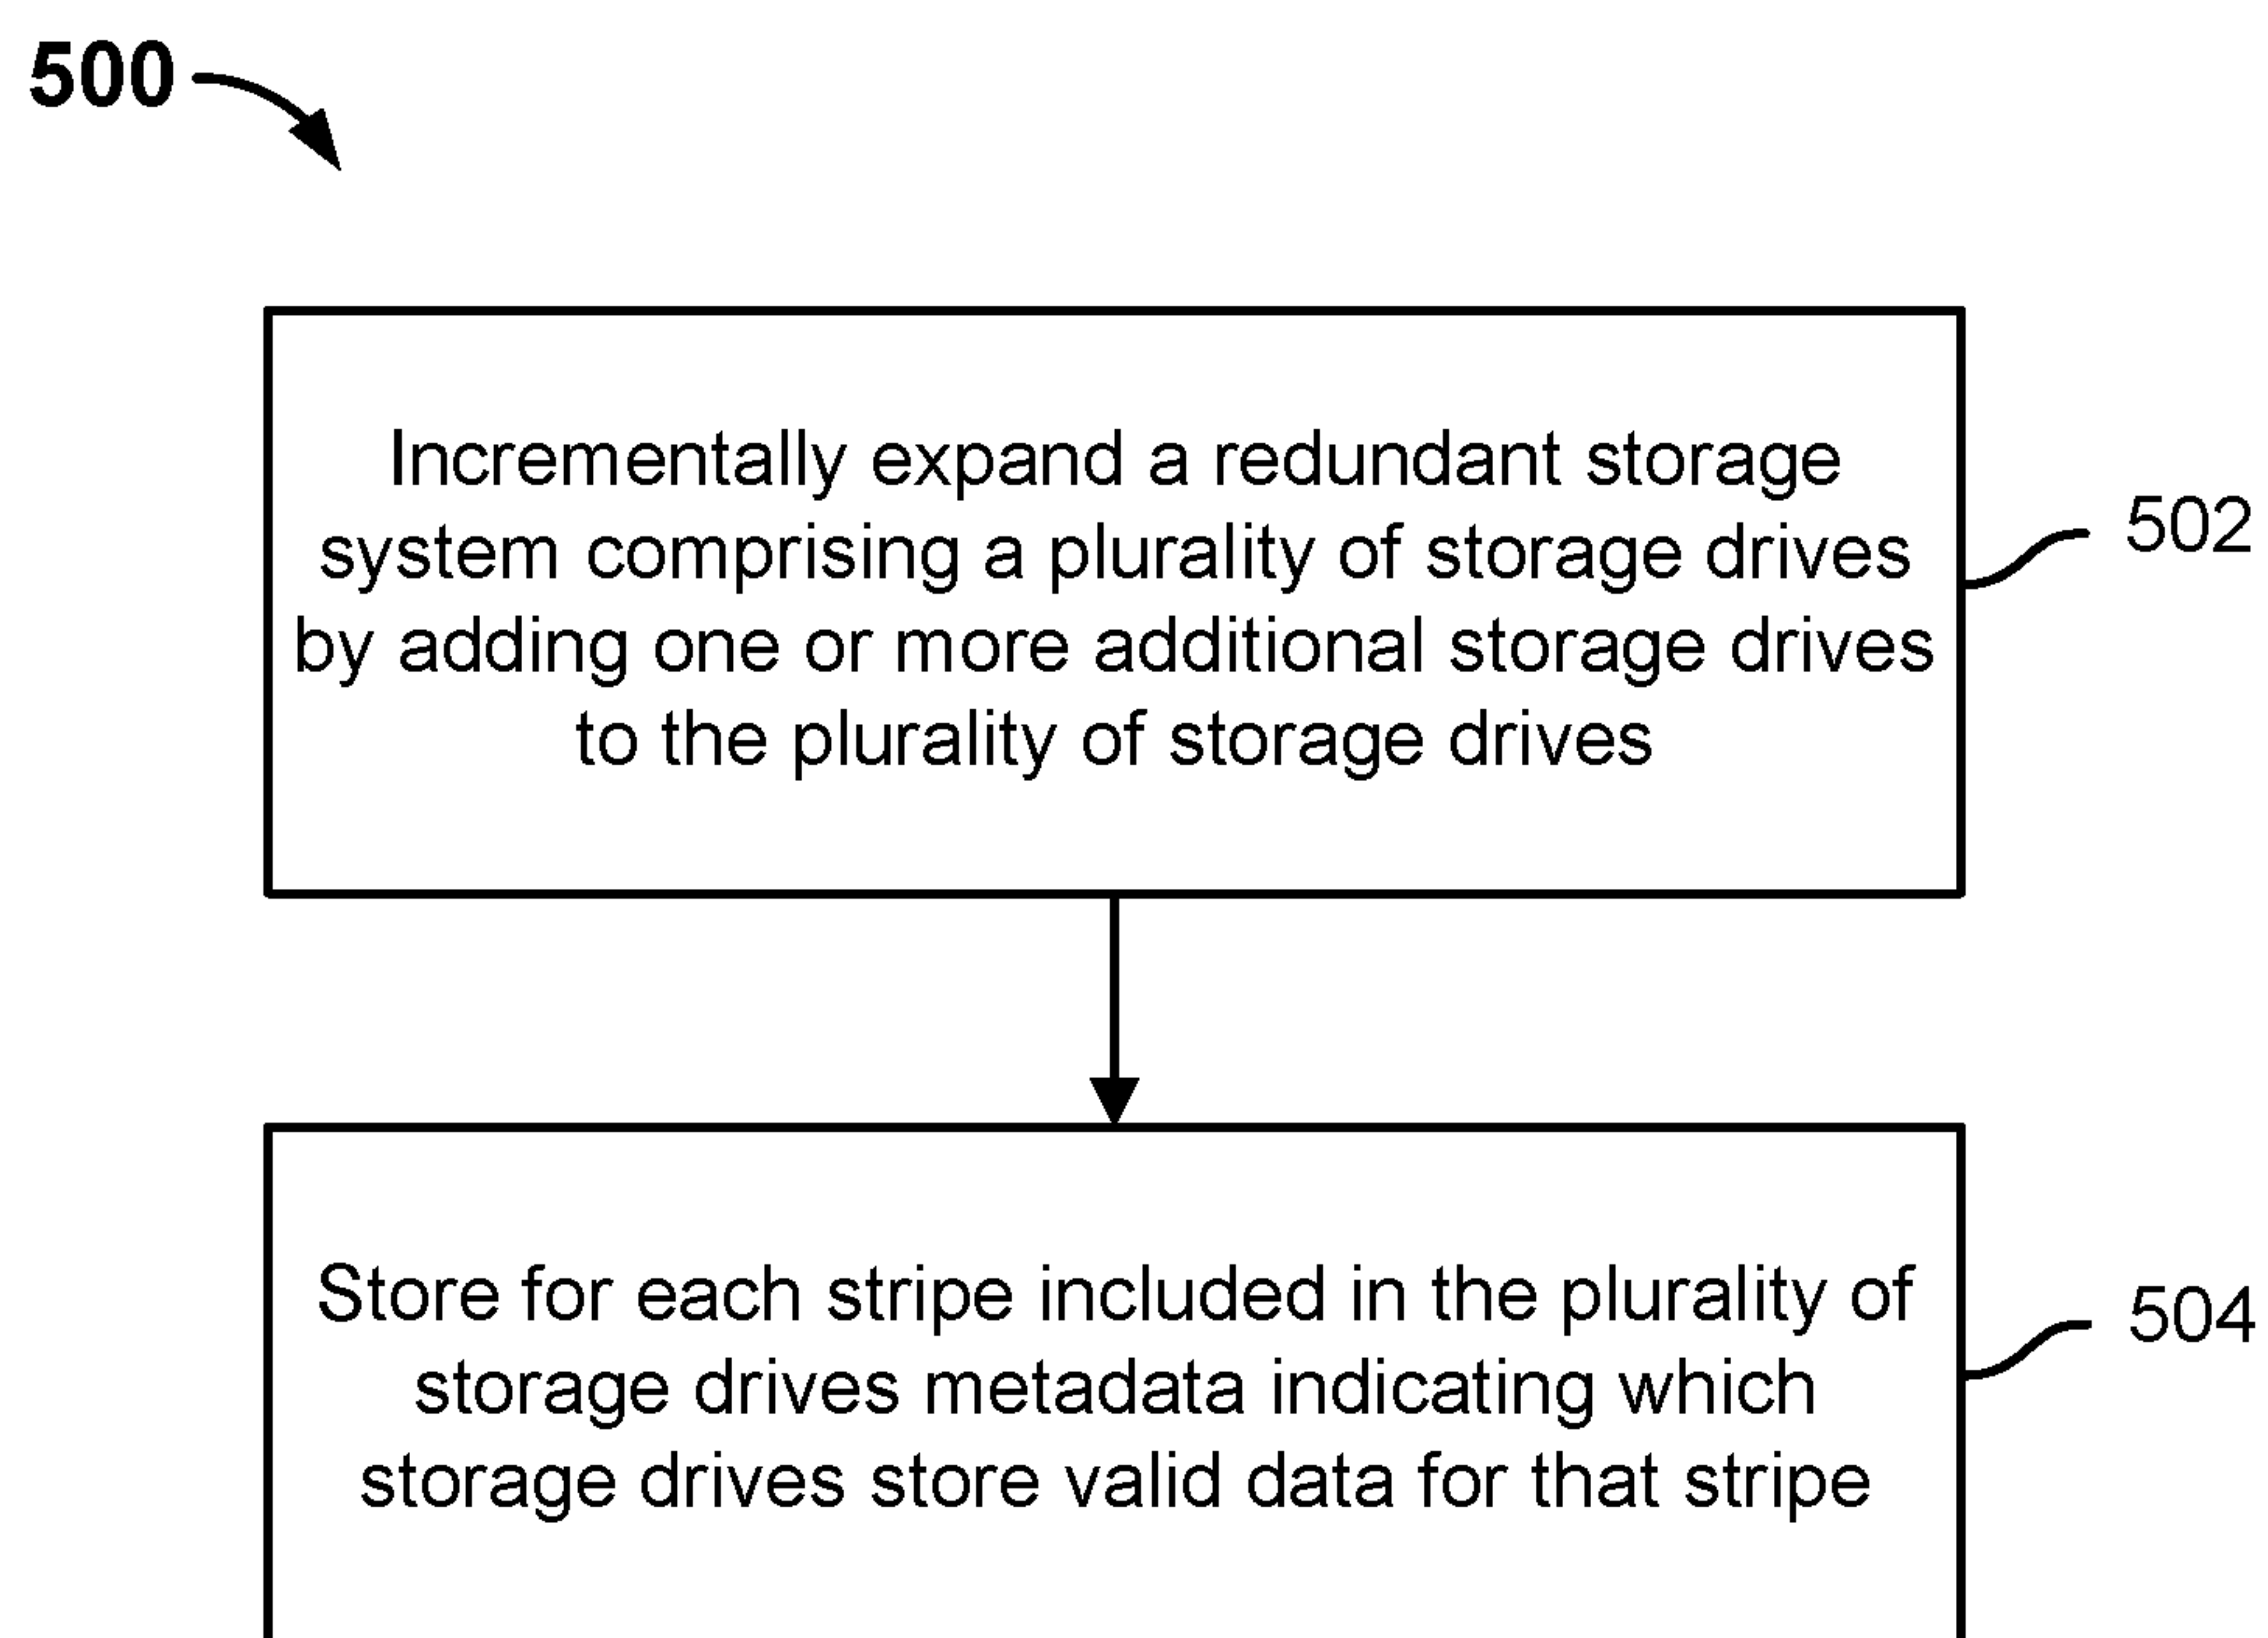 500
Incrementally expand a redundant storage
system comprising a plurality of storage drives
by adding one or more additional storage drives
to the plurality of storage drives
502
Store for each stripe included in the plurality of
storage drives metadata indicating which
storage drives store valid data for that stripe
504